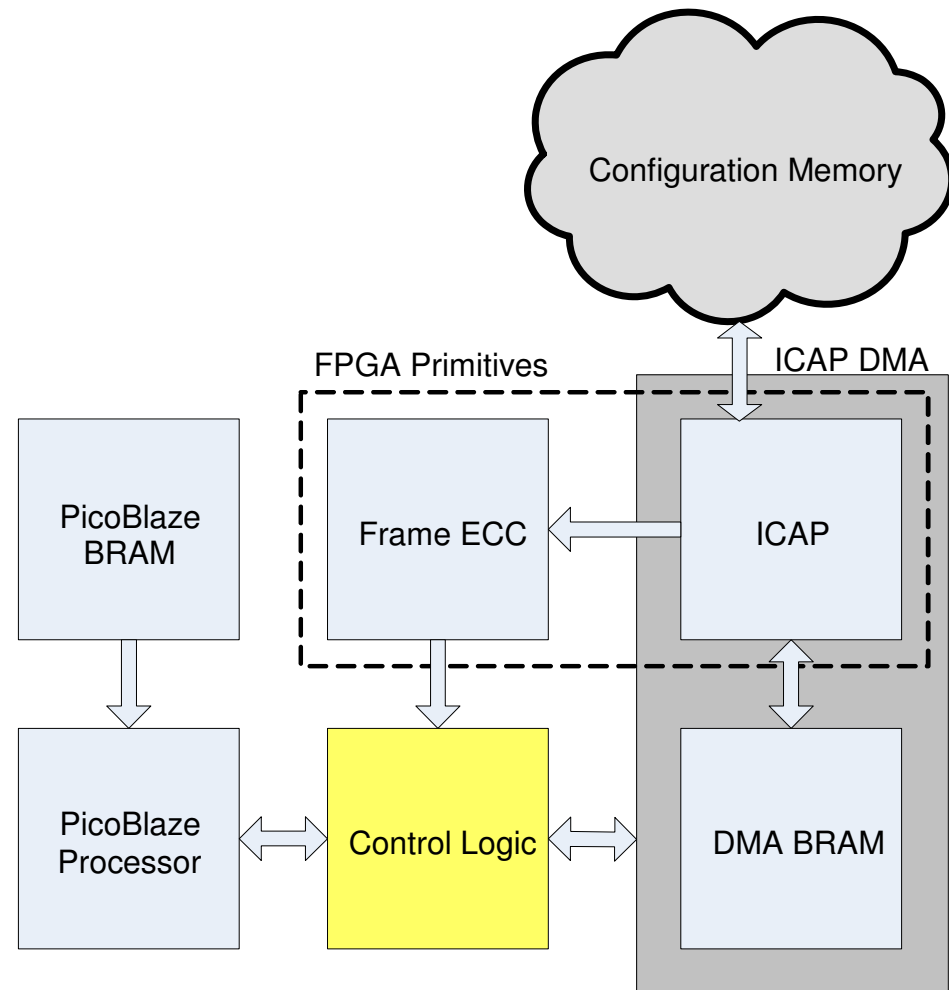 Configuration Memory
FPGA Primitives
ICAP DMA
PicoBlaze
BRAM
Frame ECC
ICAP
PicoBlaze
Processor
Control Logic
DMA BRAM